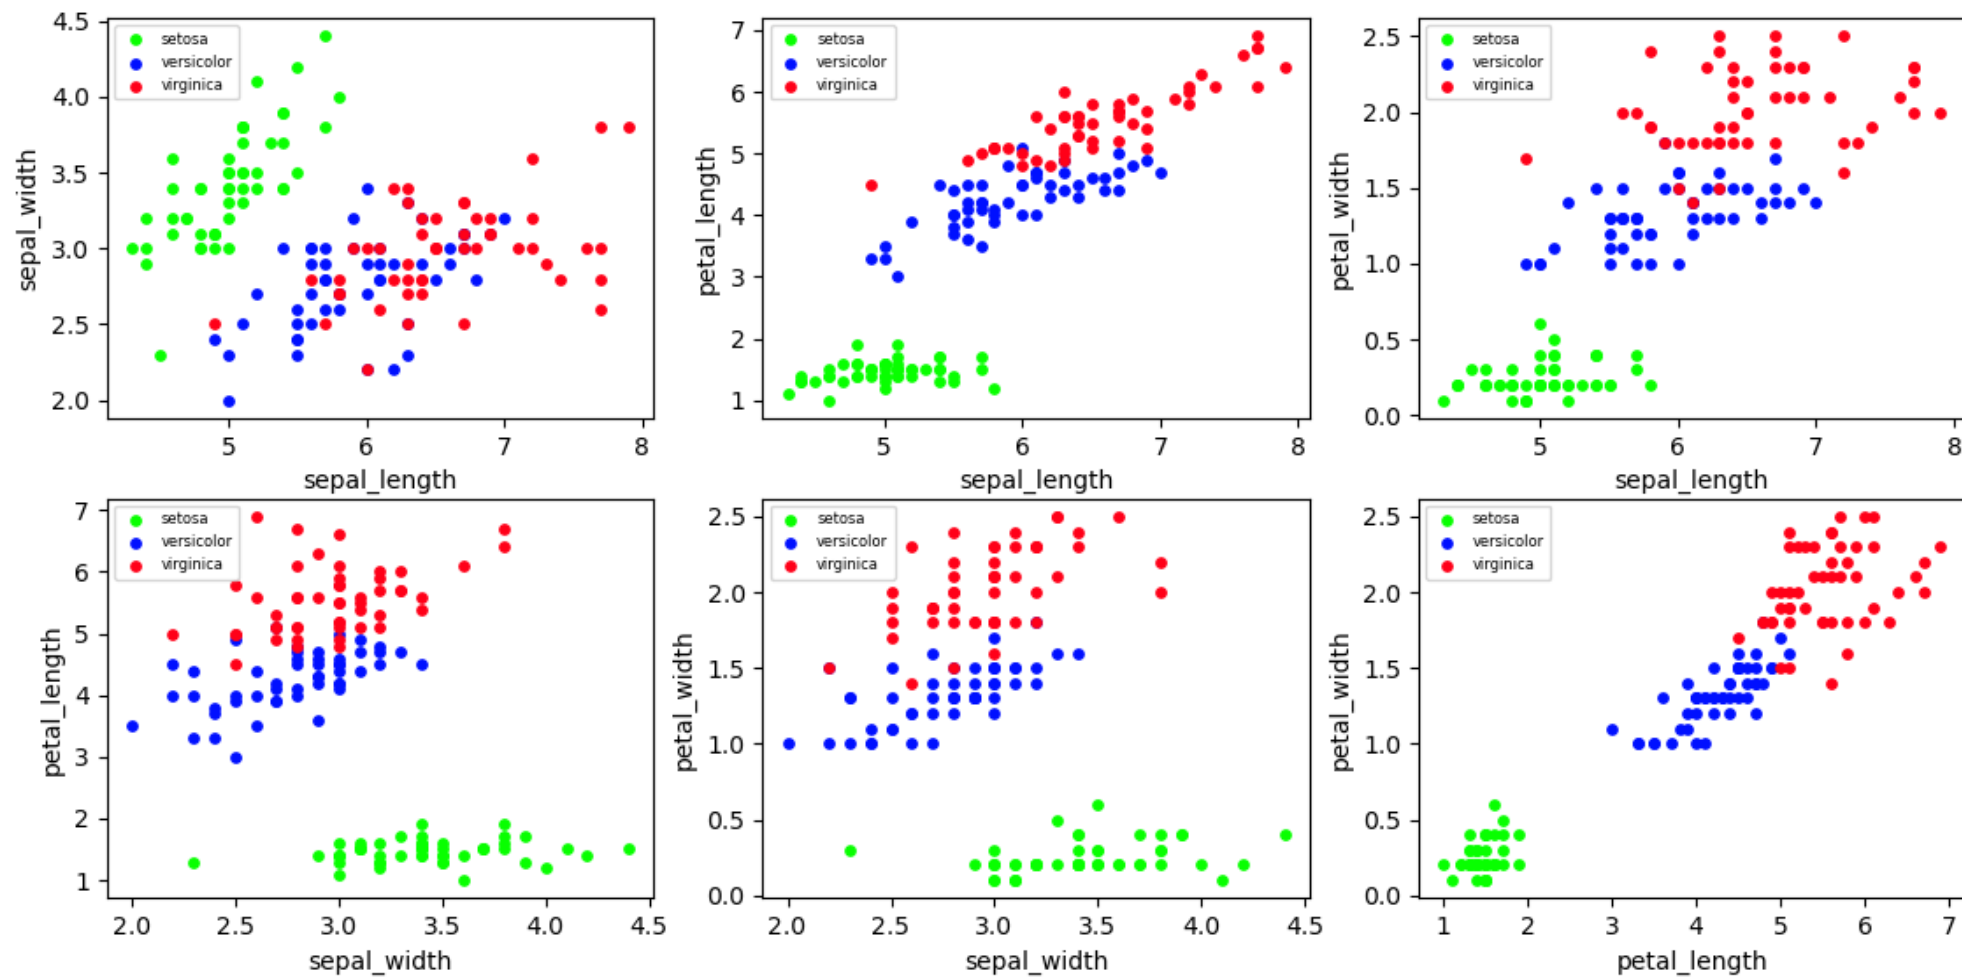 4.5
4.0
3.5
3.0
2.5
2.0
sepal_width
setosa
versicolor
virginica
5 6 7 8
sepal_length
7
6
5
4
3
2
1
petal_length
setosa
versicolor
virginica
5 6 7 8
sepal_length
2.5
2.0
1.5
1.0
0.5
0.0
petal_width
setosa
versicolor
virginica
5 6 7 8
sepal_length
7
6
5
4
3
2
1
petal_length
setosa
versicolor
virginica
2.0 2.5 3.0 3.5 4.0 4.5
sepal_width
2.5
2.0
1.5
1.0
0.5
0.0
petal_width
setosa
versicolor
virginica
2.0 2.5 3.0 3.5 4.0 4.5
sepal_width
2.5
2.0
1.5
1.0
0.5
0.0
petal_width
setosa
versicolor
virginica
1 2 3 4 5 6 7
petal_length